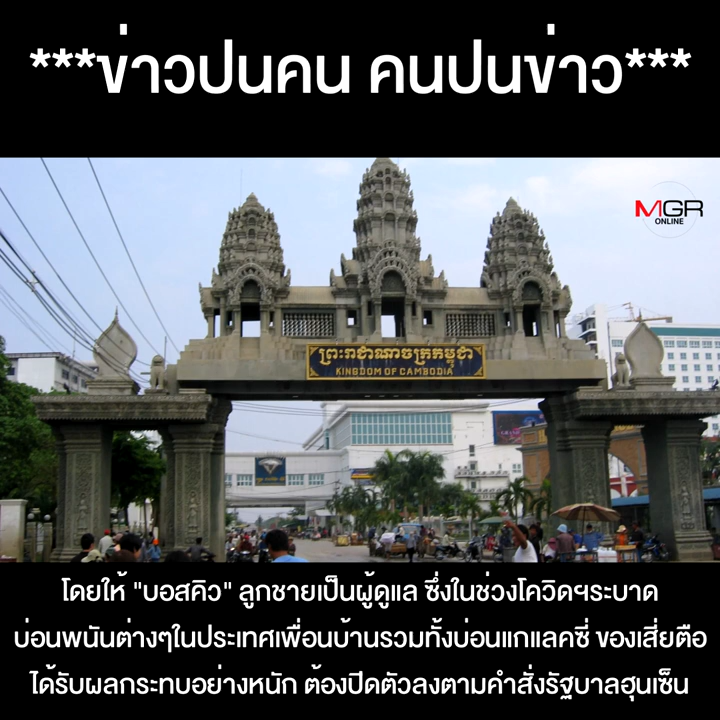 ***ข่าวปนคน คนปนข่าว***
MGR
ONLINE
ព្រះរាជាណាចក្រកម្ពុជា
KINGDOM OF CAMBODIA
โดยให้ "บอสคิว" ลูกชายเป็นผู้ดูแล ซึ่งในช่วงโควิดฯระบาด
บ่อนพนันต่างๆในประเทศเพื่อนบ้านรวมทั้งบ่อนแกแลคซี่ ของเสี่ยตือ
ได้รับผลกระทบอย่างหนัก ต้องปิดตัวลงตามคำสั่งรัฐบาลฮุนเซ็น